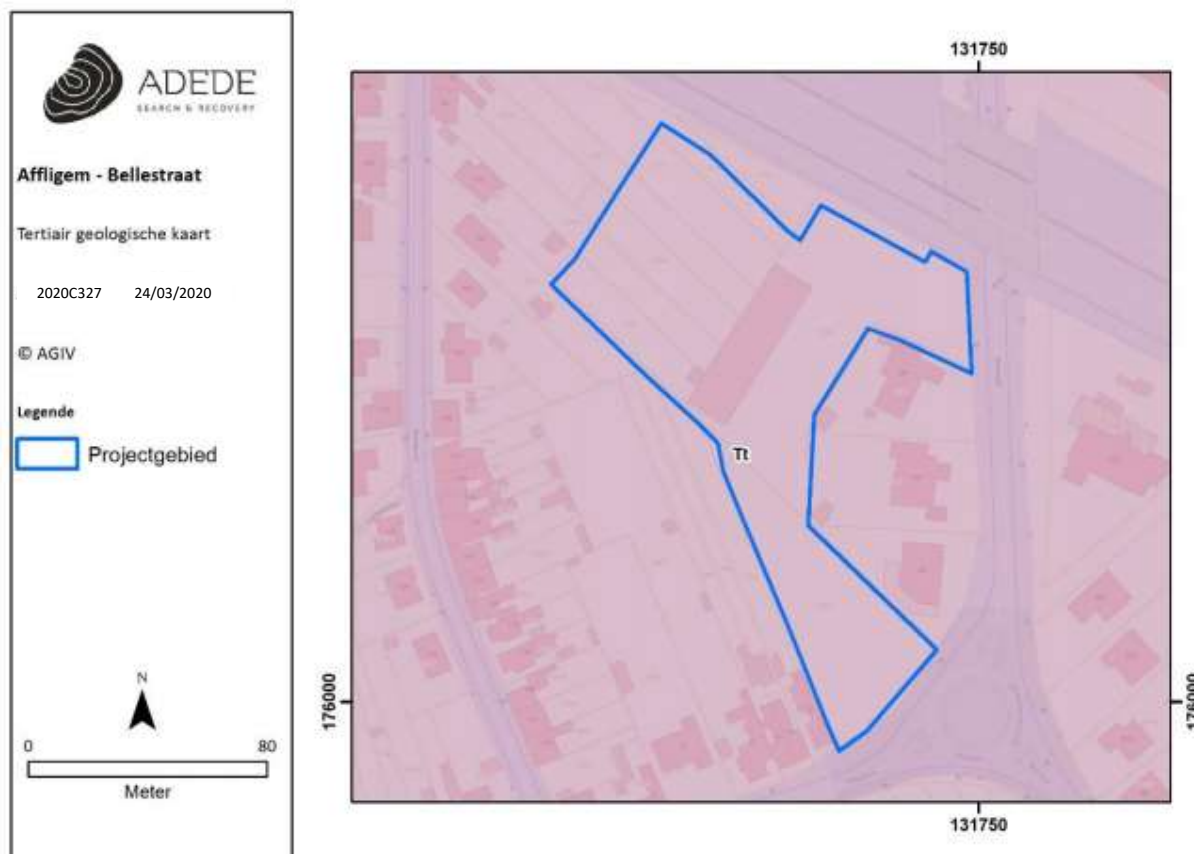 ADEDE
SEARCH & RECOVERY
Affligem - Bellestraat
Tertiair geologische kaart
2020C327 24/03/2020
© AGIV
Legende
Projectgebied
N
0 80
Meter
131750
Tt
176000 176000
131750